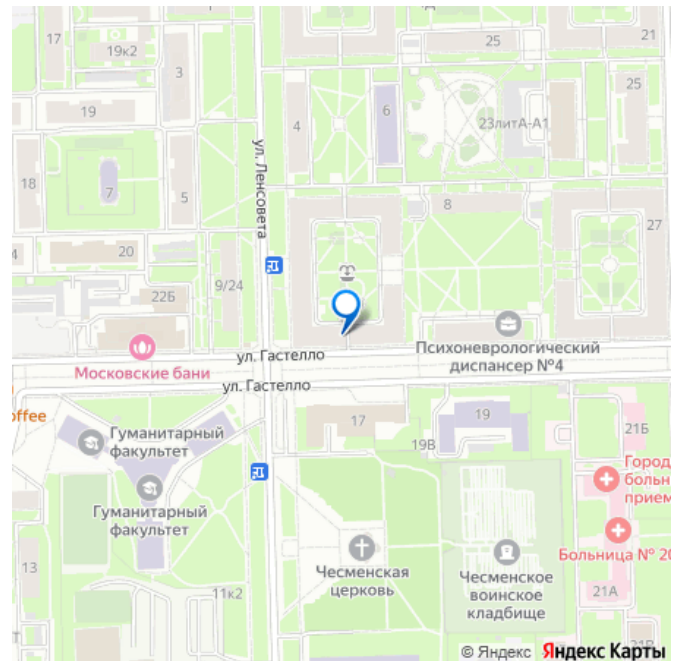 17
19к2
3
19
18
7
5
4
20
22Б
9/24
ул. Ленсовета
4
6
25
21
23литА-А1
25
8
27
Московские бани
ул. Гастелло
ул. Гастелло
Психоневрологический
диспансер №4
offee
Гуманитарный
факультет
Гуманитарный
факультет
17
19
19В
21Б
Город
больн
прием
Больница № 20
Чесменская
церковь
Чесменское
воинское
кладбище
21А
13
11к2
© Яндекс Яндекс Карты